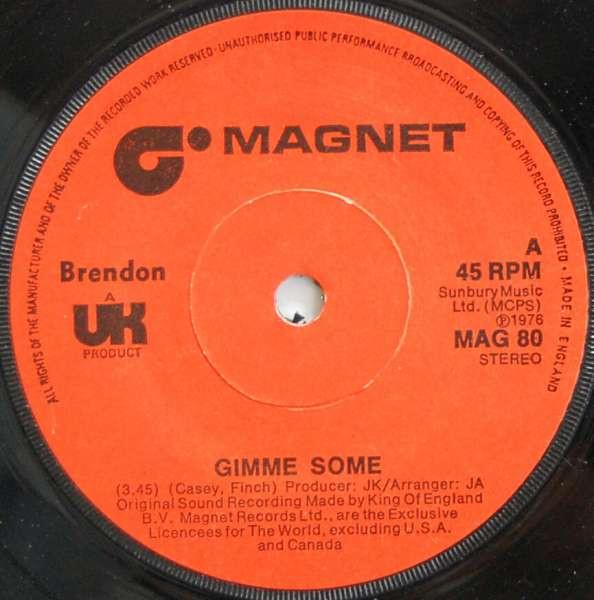 ALL RIGHTS OF THE MANUFACTURER AND OF THE OWNER OF THE RECORDED WORK RESERVED · UNAUTHORISED PUBLIC PERFORMANCE BROADCASTING AND COPYING OF THIS RECORD PROHIBITED · MADE IN ENGLAND
MAGNET
Brendon
A
UK
PRODUCT
A
45 RPM
Sunbury Music
Ltd. (MCPS)
℗1976
MAG 80
STEREO
GIMME SOME
(3.45) (Casey, Finch) Producer: JK/Arranger: JA
Original Sound Recording Made by King Of England
B.V. Magnet Records Ltd., are the Exclusive
Licencees for The World, excluding U.S.A.
and Canada